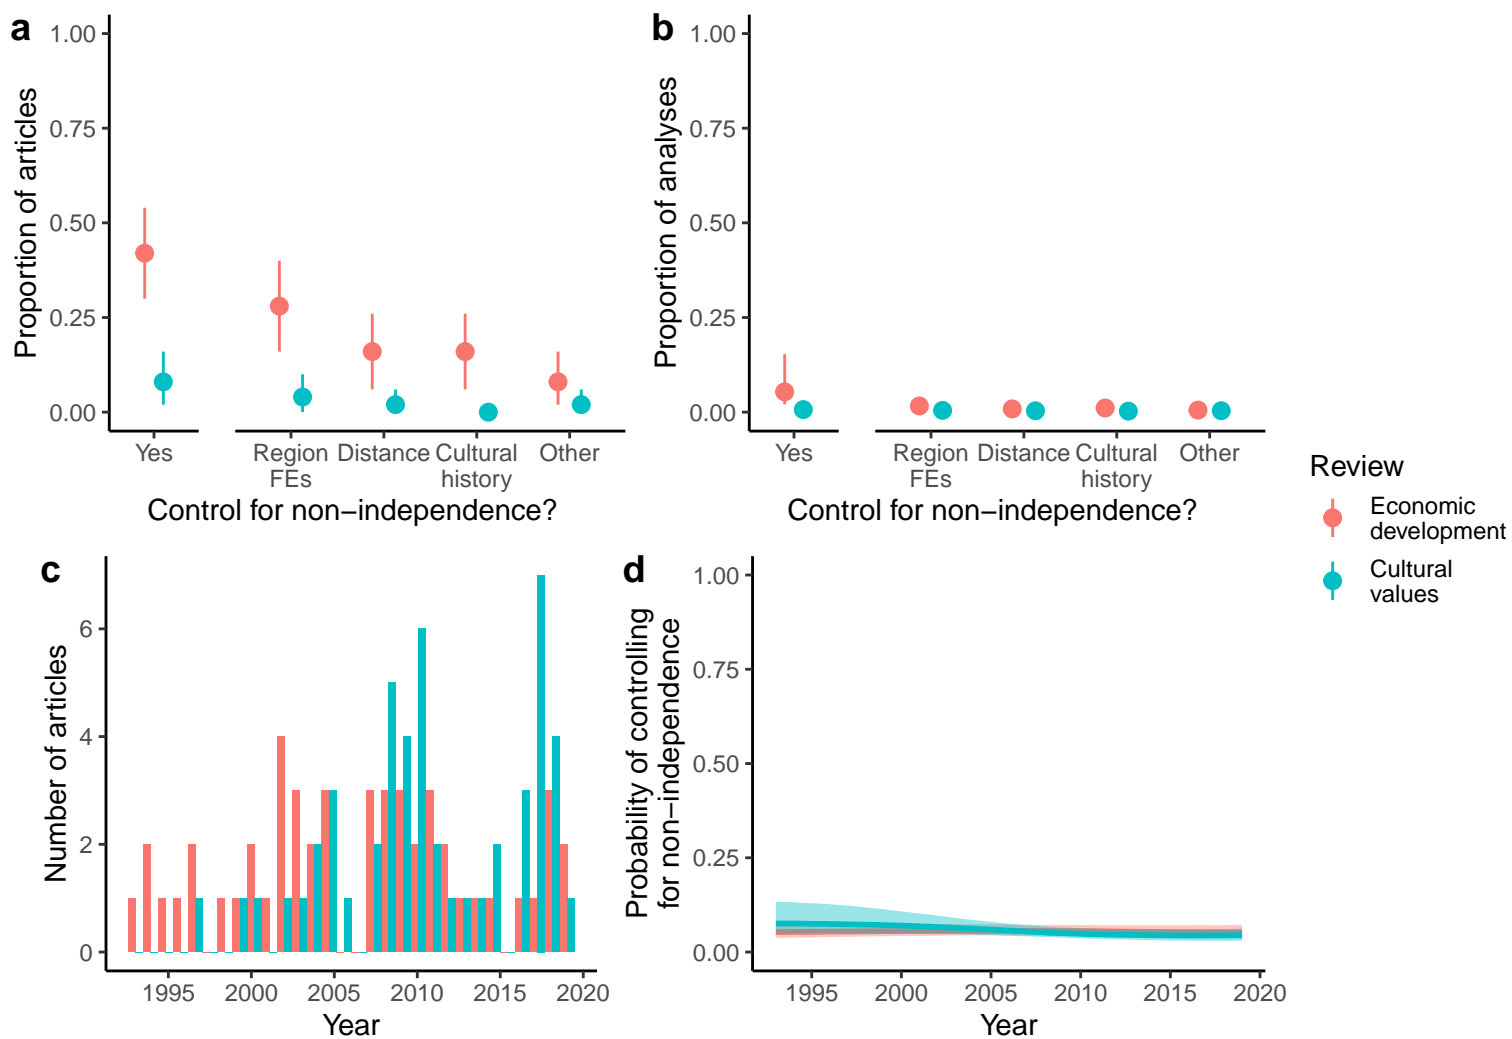 a
1.00
0.75
0.50
0.25
0.00
Proportion of articles
Yes
Region
FEs
Distance
Cultural
history
Other
Control for non−independence?
b
1.00
0.75
0.50
0.25
0.00
Proportion of analyses
Yes
Region
FEs
Distance
Cultural
history
Other
Control for non−independence?
Review
Economic
development
Cultural
values
c
6
4
2
0
Number of articles
1995
2000
2005
2010
2015
2020
Year
d
1.00
0.75
0.50
0.25
0.00
Probability of controlling
for non−independence
1995
2000
2005
2010
2015
2020
Year